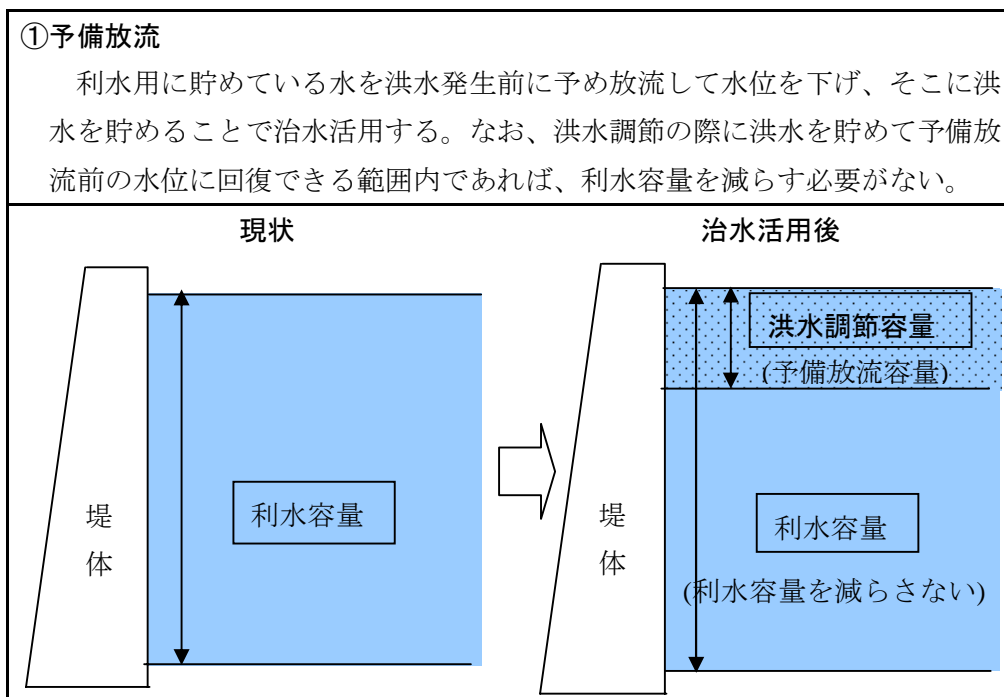 ①予備放流
利水用に貯めている水を洪水発生前に予め放流して水位を下げ、そこに洪
水を貯めることで治水活用する。なお、洪水調節の際に洪水を貯めて予備放
流前の水位に回復できる範囲内であれば、利水容量を減らす必要がない。
現状
堤
体
利水容量
治水活用後
洪水調節容量
(予備放流容量)
堤
体
利水容量
(利水容量を減らさない)